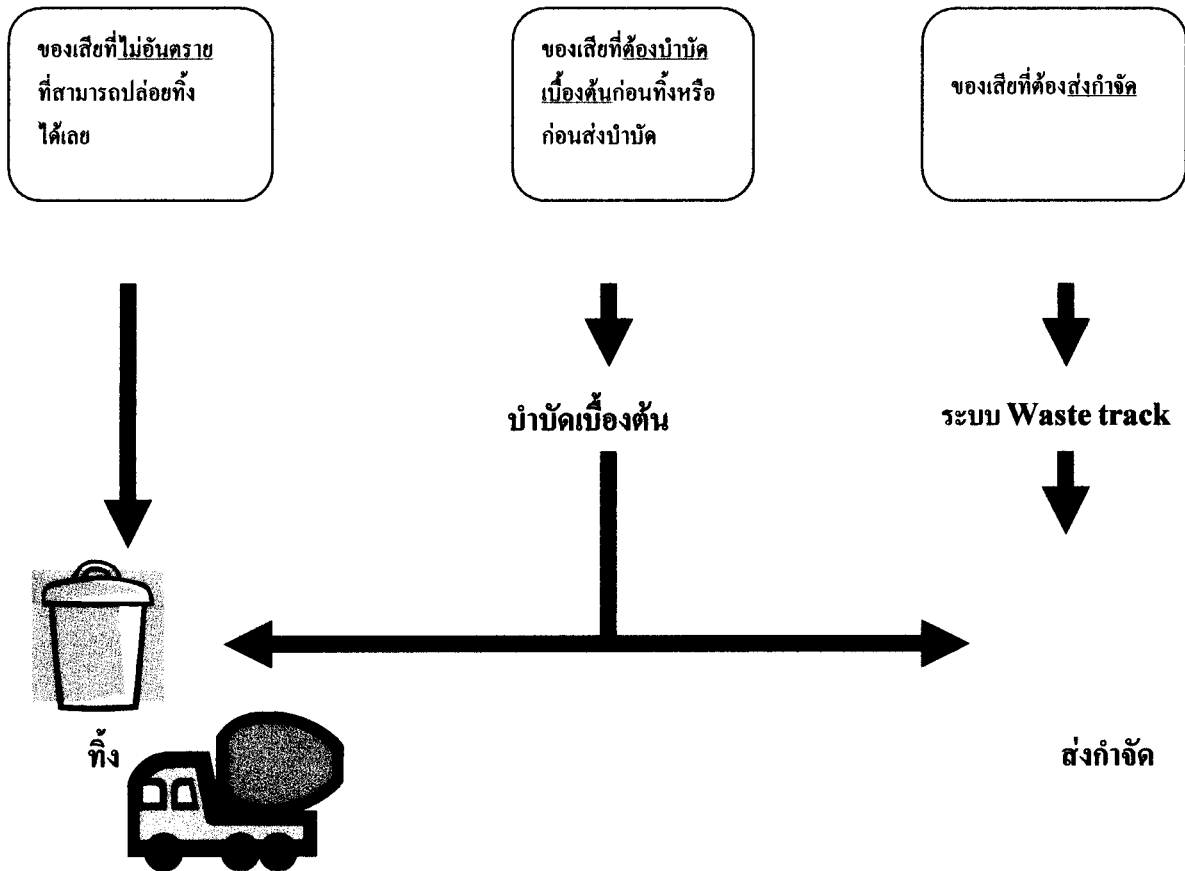 ของเสียที่ไม่อันตราย
ที่สามารถปล่อยทิ้ง
ได้เลย
ของเสียที่ต้องบำบัด
เบื้องต้นก่อนทิ้งหรือ
ก่อนส่งบำบัด
ของเสียที่ต้องส่งกำจัด
บำบัดเบื้องต้น
ระบบ Waste track
ทิ้ง
ส่งกำจัด